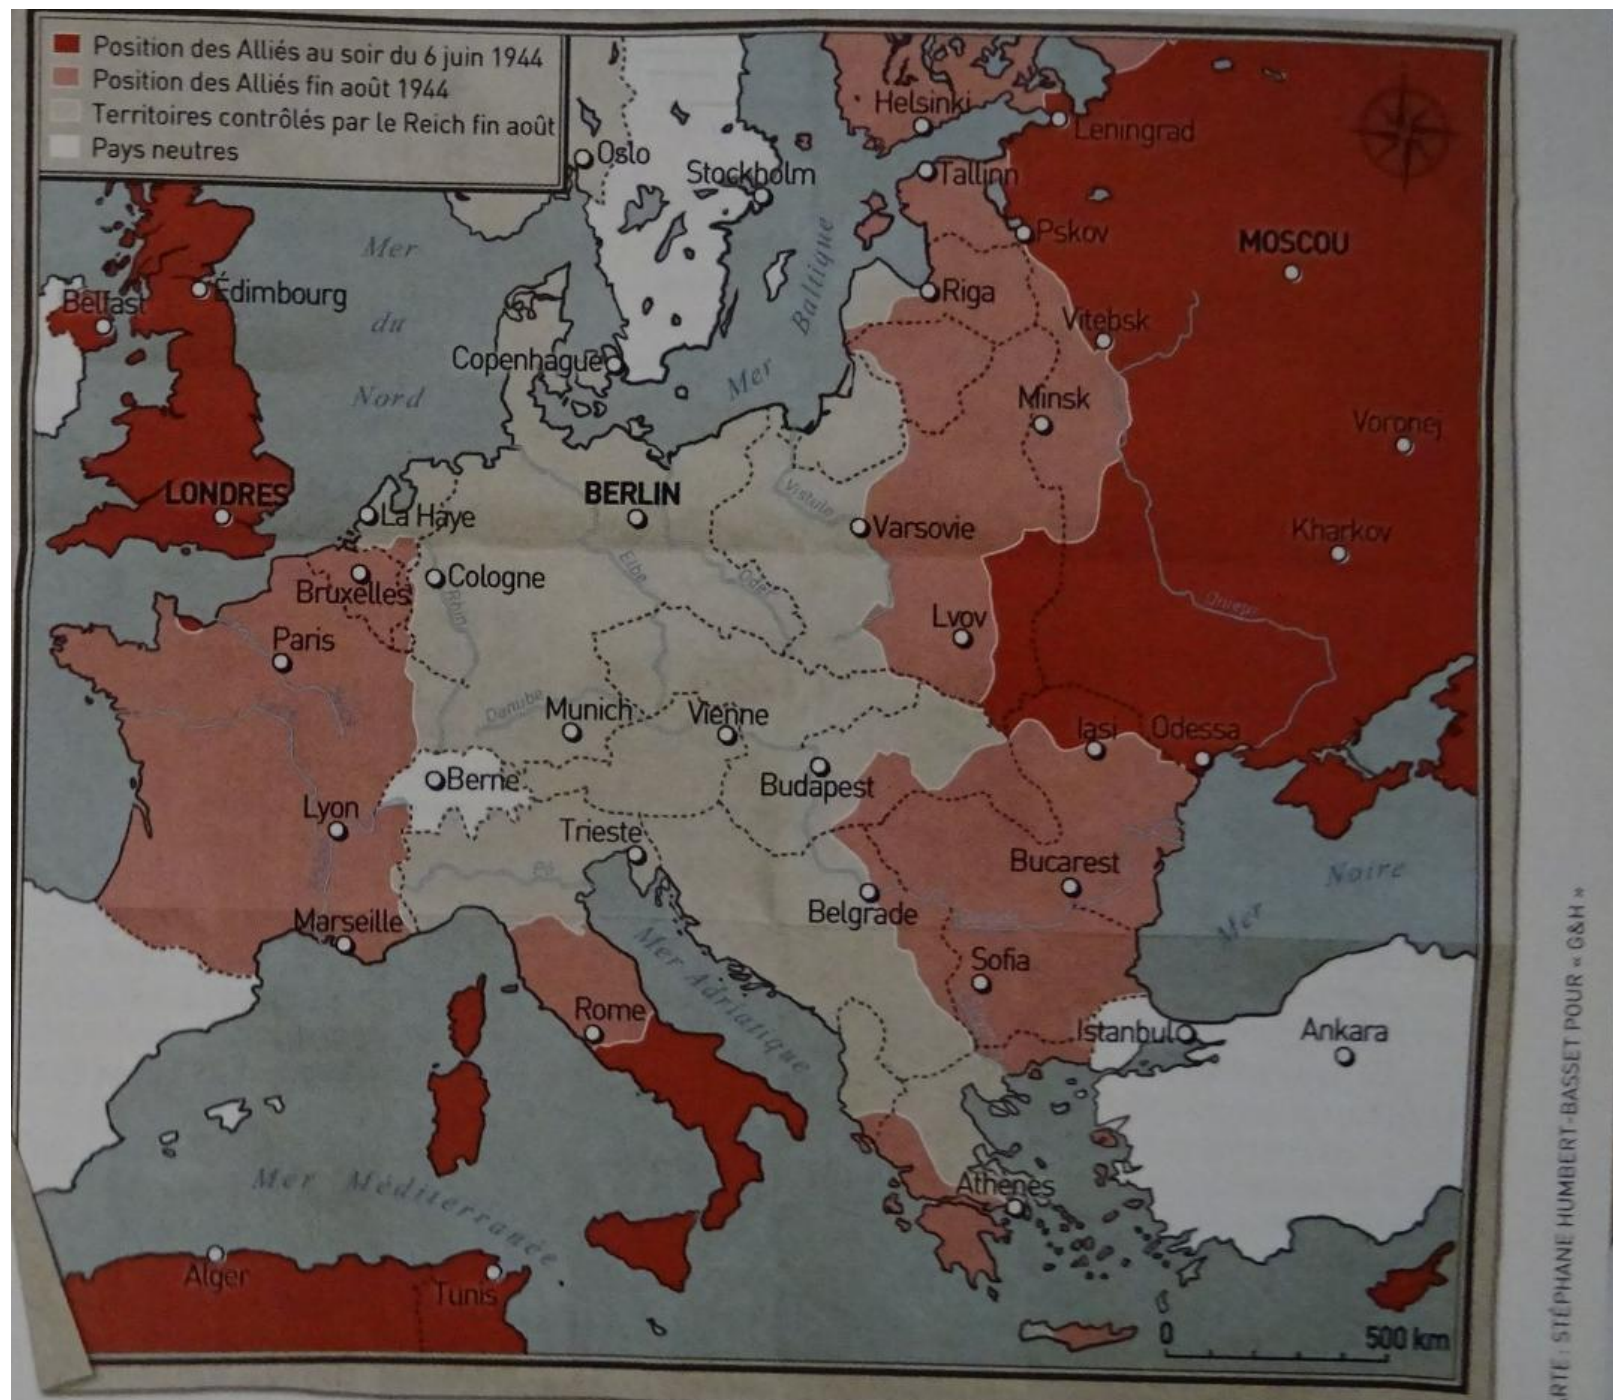 Position des Alliés au soir du 6 juin 1944
Position des Alliés fin août 1944
Territoires contrôlés par le Reich fin août
Pays neutres
Helsinki
Leningrad
Oslo
Stockholm
Tallinn
Mer
Baltique
Pskov
MOSCOU
Mer
du
Nord
Belfast
Édimbourg
Riga
Vitebsk
Copenhague
Minsk
Voronej
LONDRES
La Haye
BERLIN
Vistule
Varsovie
Kharkov
Bruxelles
Cologne
Rhin
Elbe
Oder
Lvov
Dniepr
Paris
Danube
Munich
Vienne
Iasi
Odessa
Berne
Budapest
Lyon
Trieste
Pô
Bucarest
Mer
Noire
Belgrade
Marseille
Mer Adriatique
Sofia
Rome
Istanbul
Ankara
Mer Méditerranée
Athènes
Alger
Tunis
0
500 km
RTE : STÉPHANE HUMBERT-BASSET POUR « G&H »